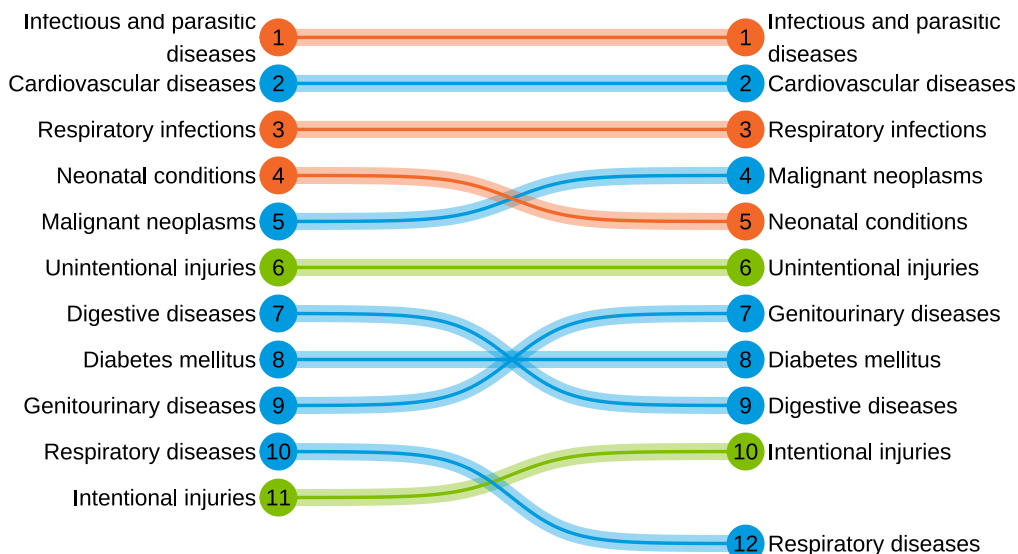 Infectious and parasitic
diseases
1
1
Infectious and parasitic
diseases
Cardiovascular diseases
2
2
Cardiovascular diseases
Respiratory infections
3
3
Respiratory infections
Neonatal conditions
4
4
Malignant neoplasms
Malignant neoplasms
5
5
Neonatal conditions
Unintentional injuries
6
6
Unintentional injuries
Digestive diseases
7
7
Genitourinary diseases
Diabetes mellitus
8
8
Diabetes mellitus
Genitourinary diseases
9
9
Digestive diseases
Respiratory diseases
10
10
Intentional injuries
Intentional injuries
11
12
Respiratory diseases